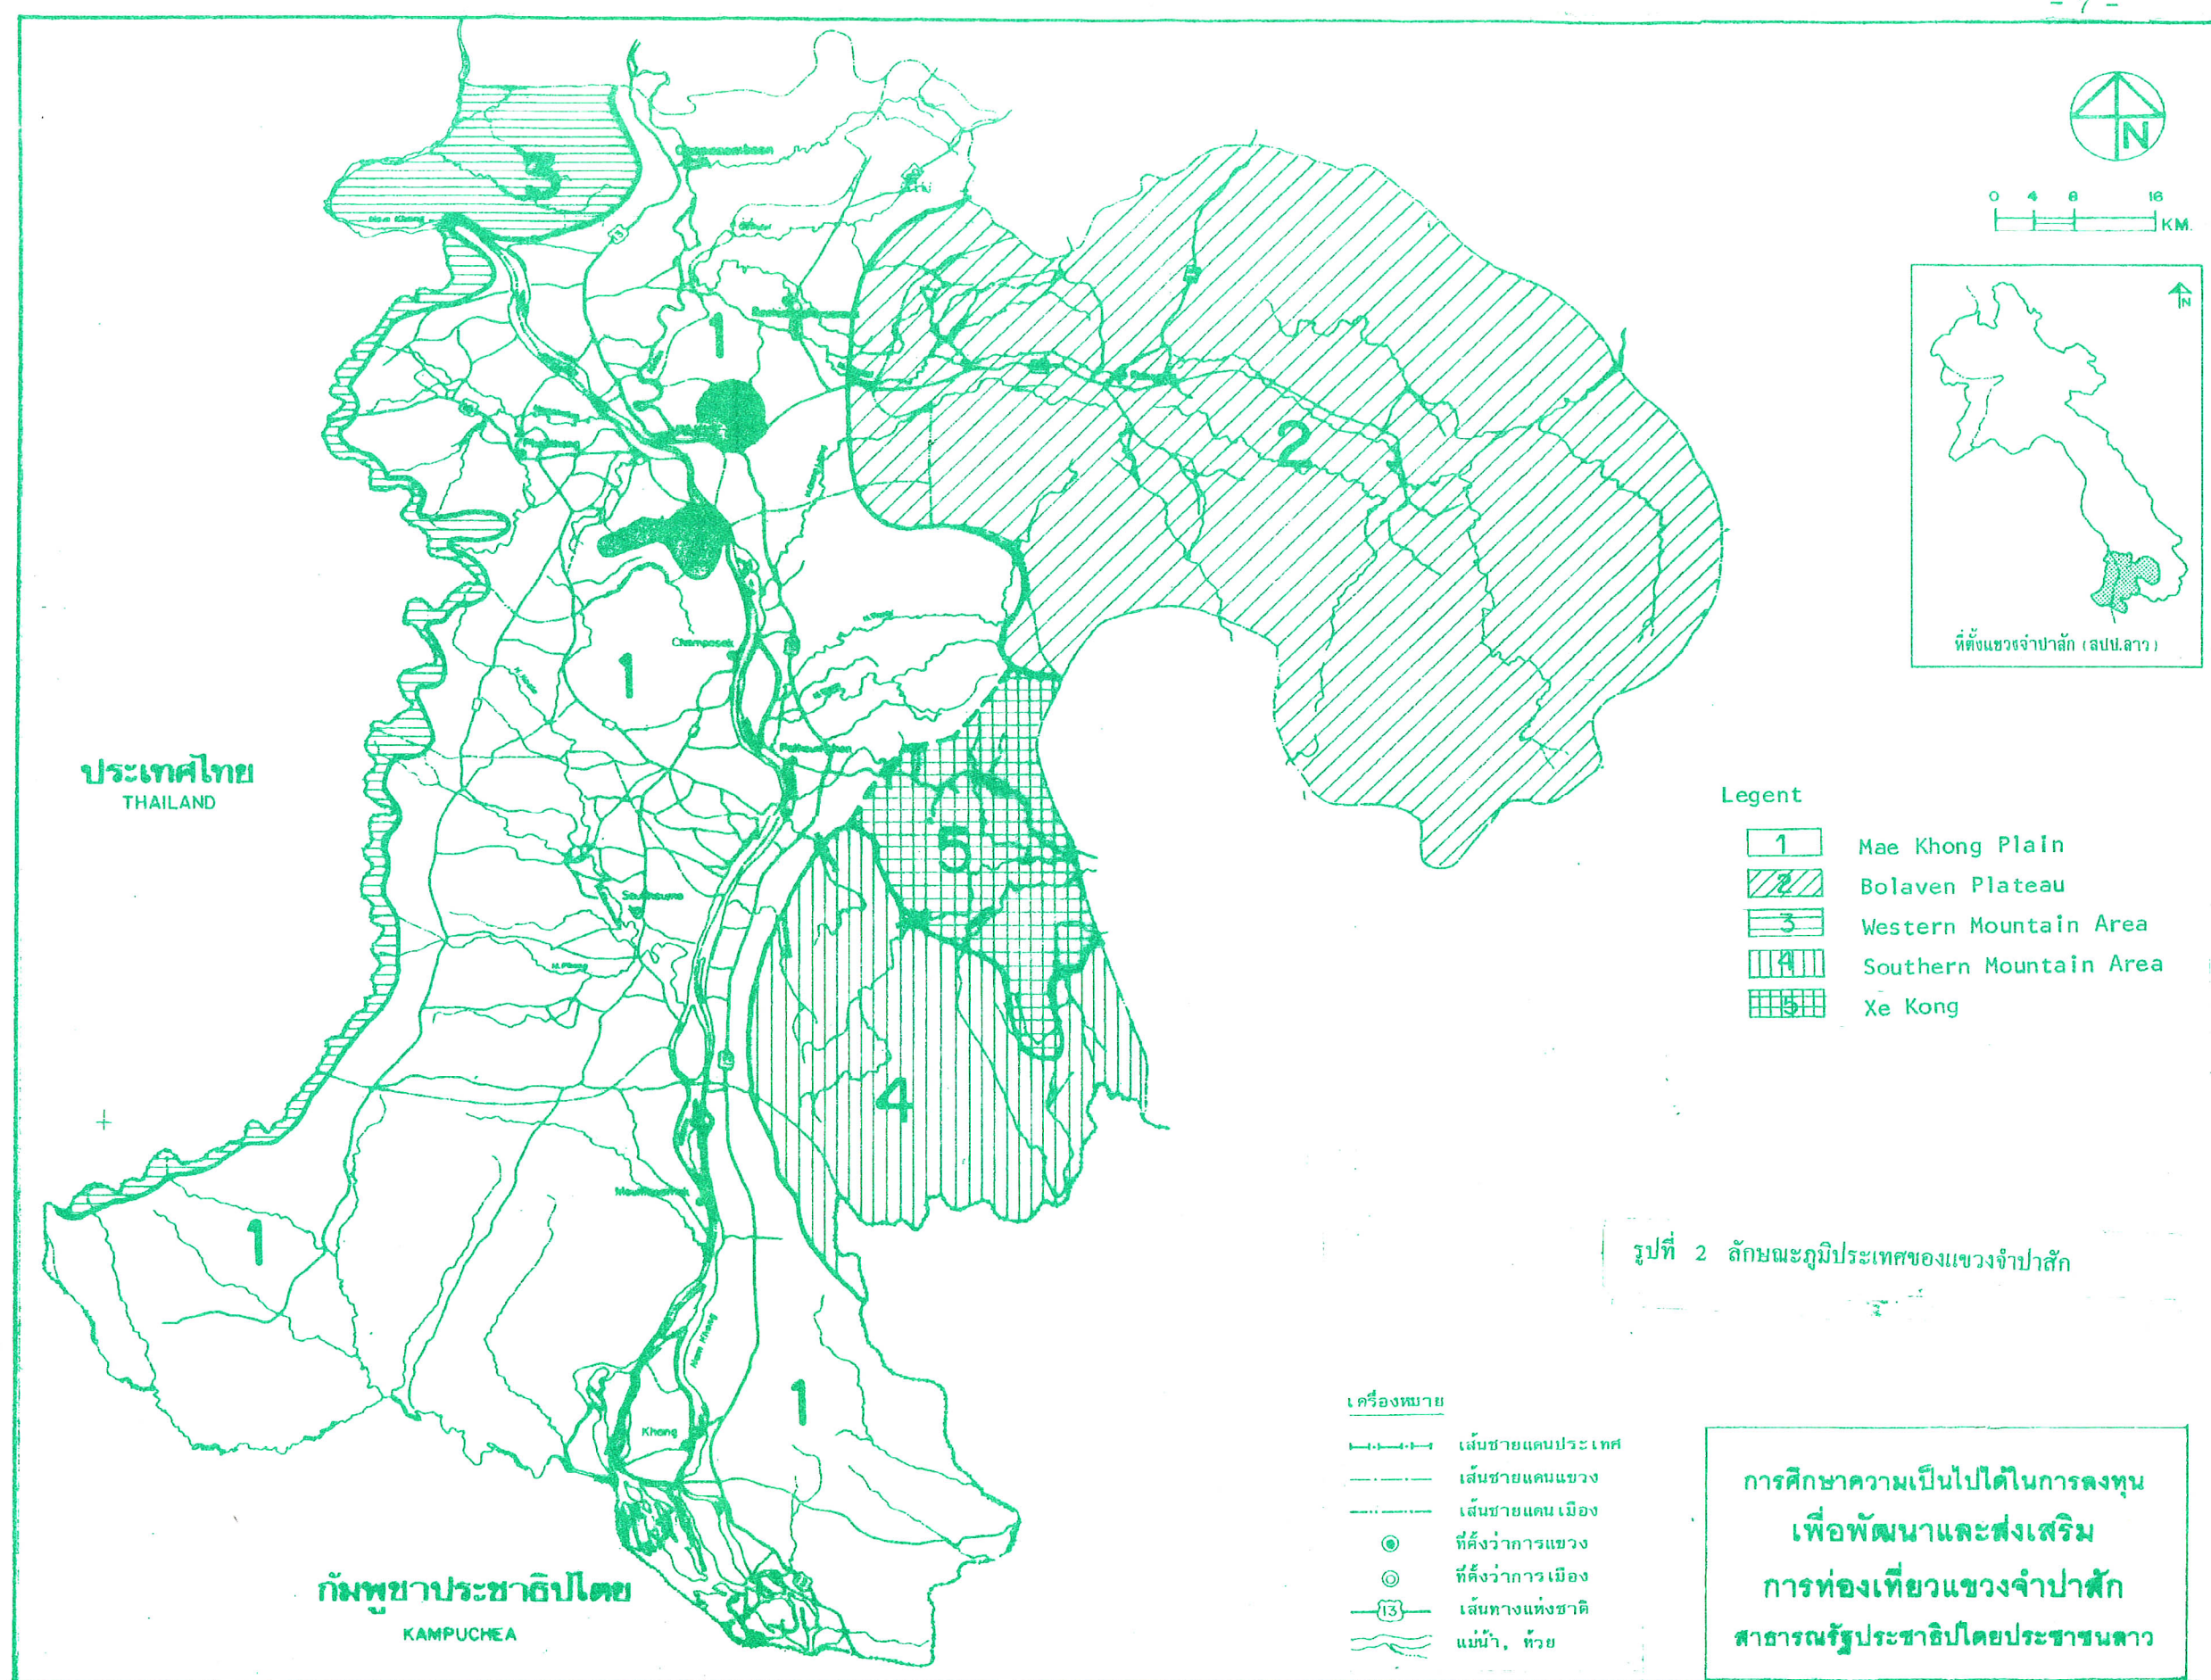 - 7 -
N
0 4 8 16
KM.
N
ที่ตั้งแขวงจำปาสัก (สปป.ลาว)
3
1
2
Champasak
1
5
4
1
1
Khong
Nam Khong
ประเทศไทย
THAILAND
กัมพูชาประชาธิปไตย
KAMPUCHEA
Legent
1 Mae Khong Plain
2 Bolaven Plateau
3 Western Mountain Area
4 Southern Mountain Area
5 Xe Kong
รูปที่ 2 ลักษณะภูมิประเทศของแขวงจำปาสัก
เครื่องหมาย
เส้นชายแดนประเทศ
เส้นชายแดนแขวง
เส้นชายแดนเมือง
ที่ตั้งว่าการแขวง
ที่ตั้งว่าการเมือง
13 เส้นทางแห่งชาติ
แม่น้ำ, ห้วย
การศึกษาความเป็นไปได้ในการลงทุน
เพื่อพัฒนาและส่งเสริม
การท่องเที่ยวแขวงจำปาสัก
สาธารณรัฐประชาธิปไตยประชาชนลาว